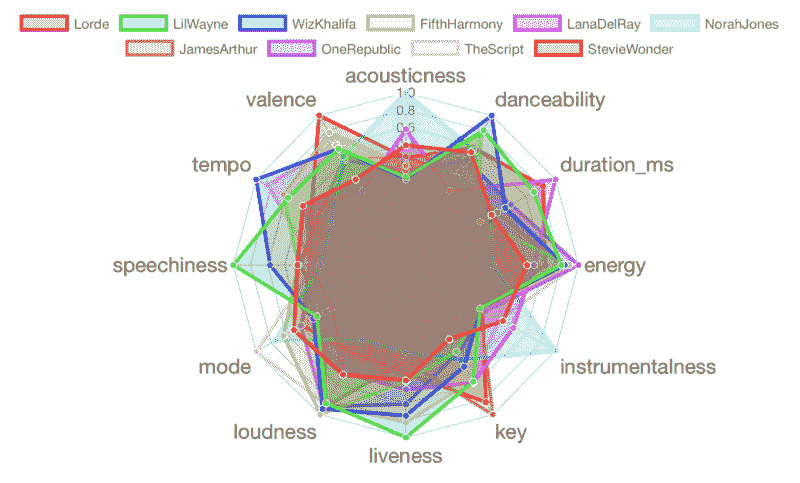 Lorde LilWayne WizKhalifa FifthHarmony LanaDelRay NorahJones
JamesArthur OneRepublic TheScript StevieWonder
acousticness
1.0
valence danceability
0.8
0.6
tempo duration_ms
speechiness energy
mode instrumentalness
loudness key
liveness